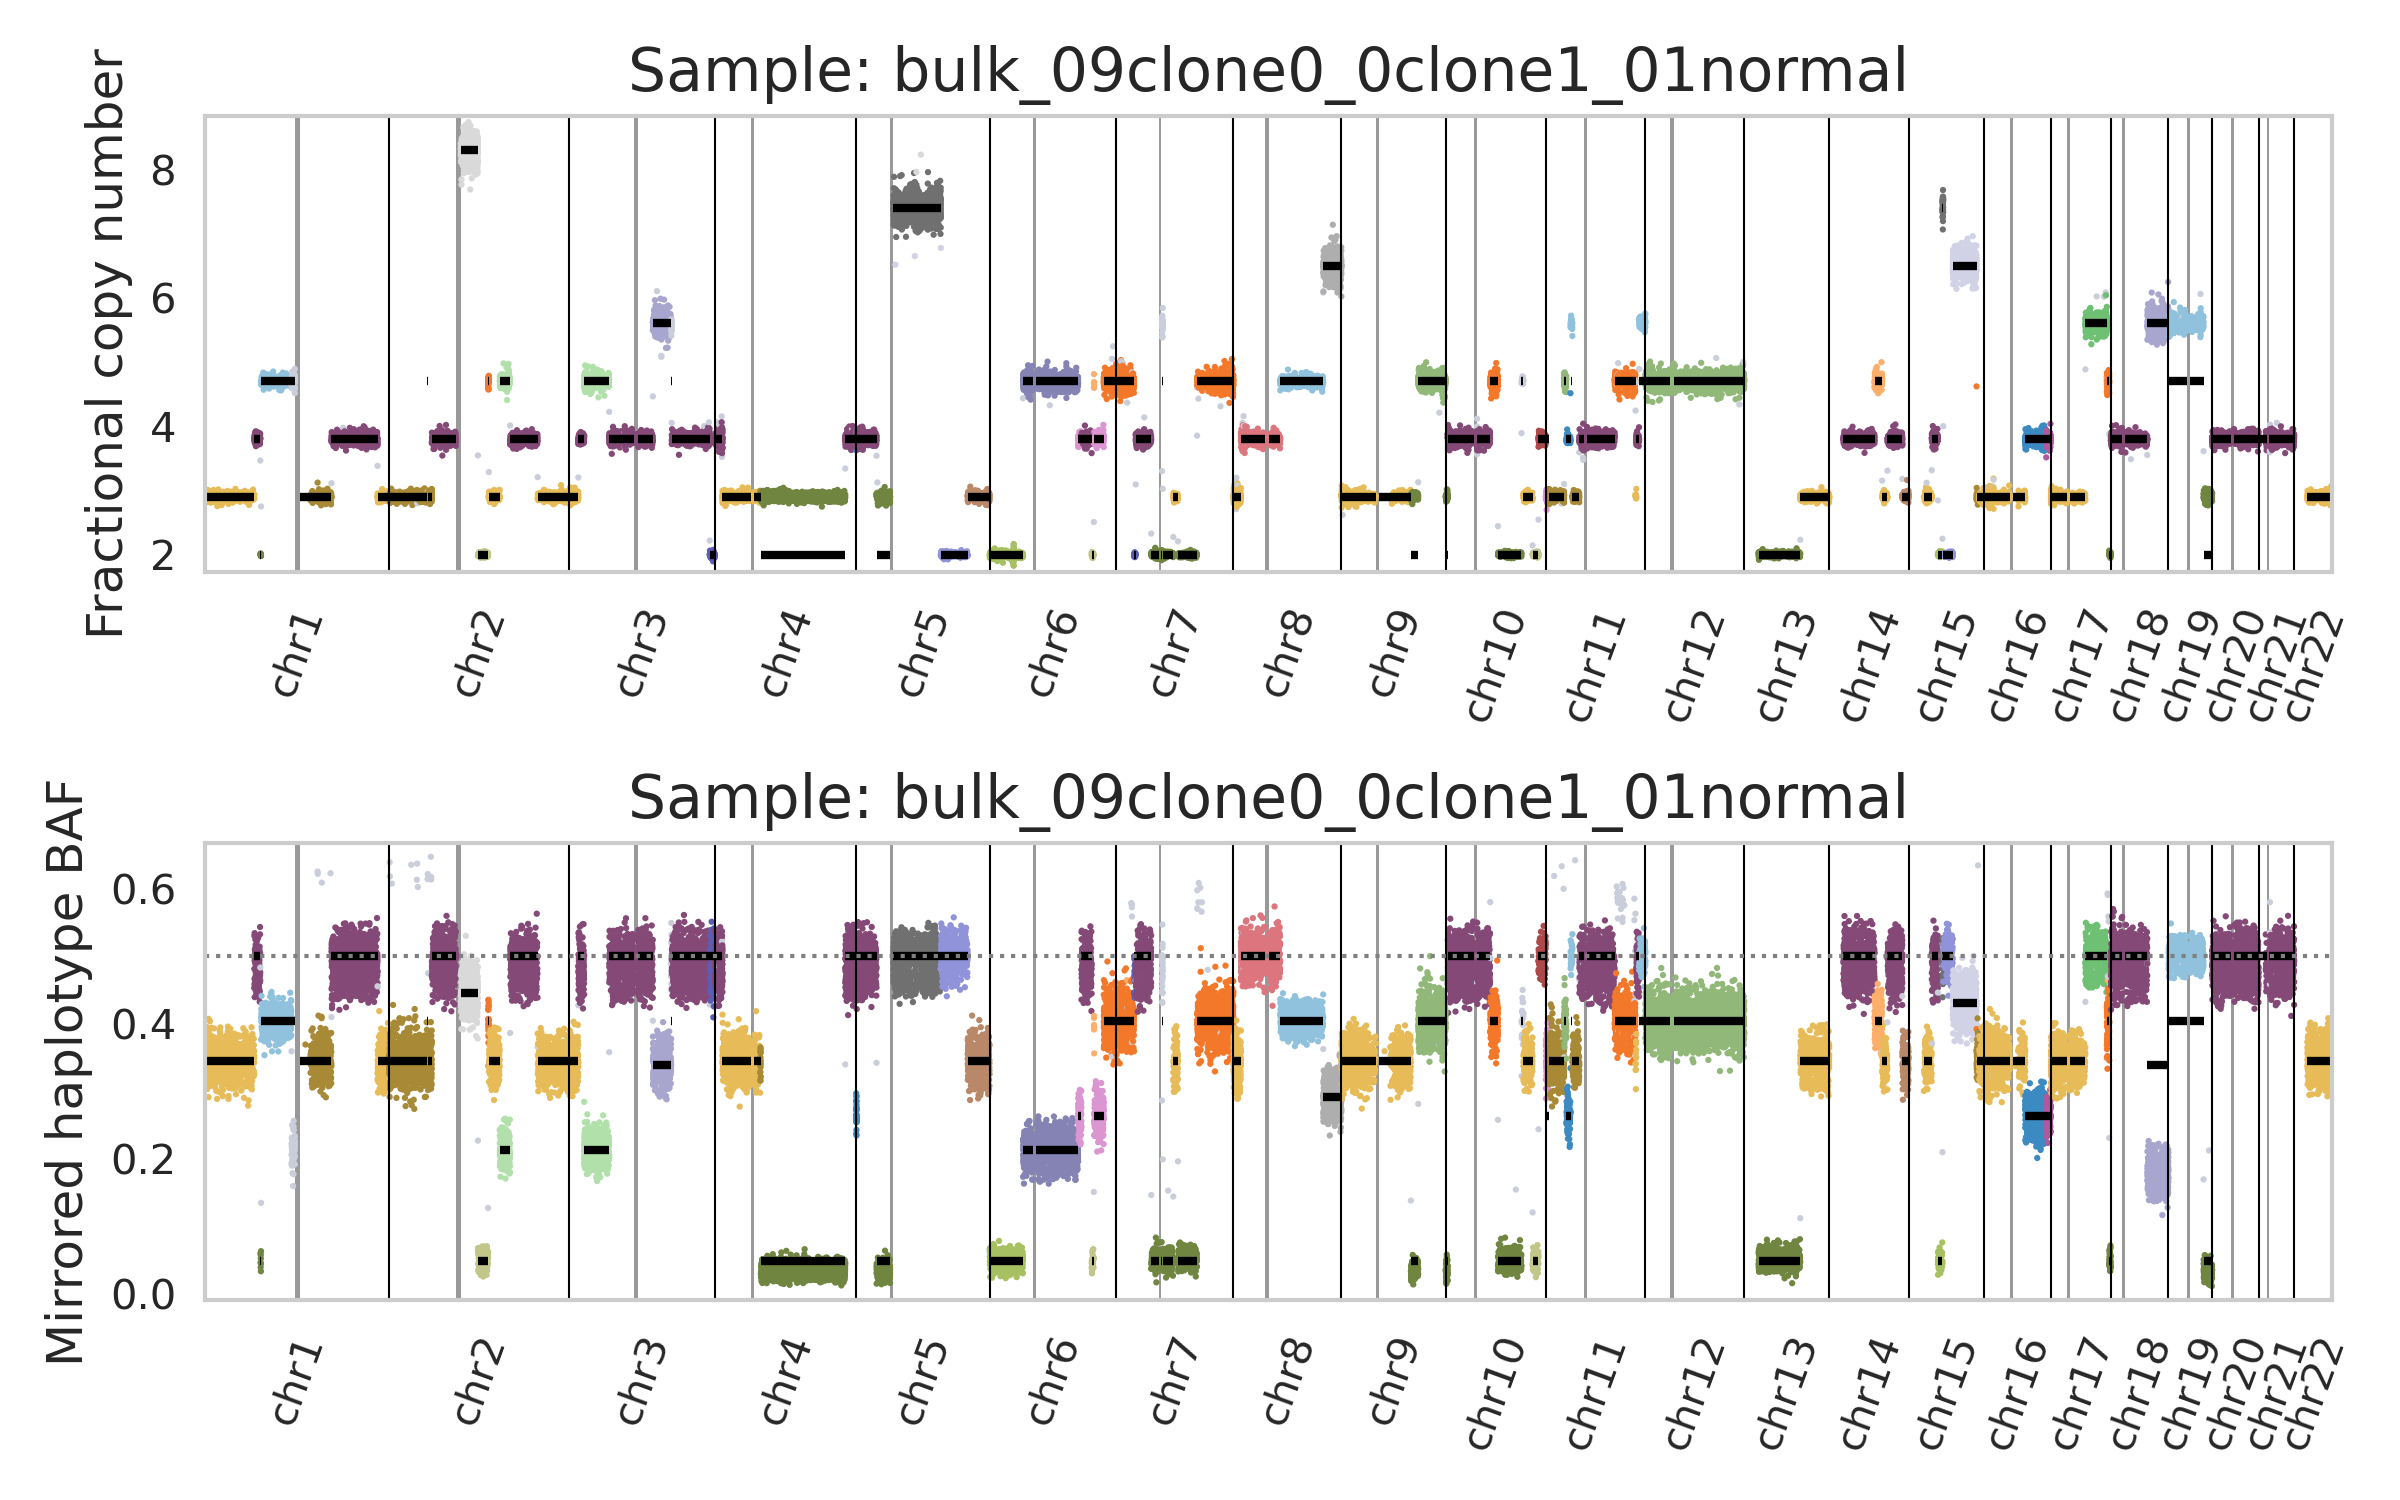 Sample: bulk_09clone0_0clone1_01normal
Fractional copy number
8
6
4
2
chr1 chr2 chr3 chr4 chr5 chr6 chr7 chr8 chr9 chr10 chr11 chr12 chr13 chr14 chr15 chr16 chr17 chr18 chr19 chr20 chr21 chr22
Sample: bulk_09clone0_0clone1_01normal
Mirrored haplotype BAF
0.6
0.4
0.2
0.0
chr1 chr2 chr3 chr4 chr5 chr6 chr7 chr8 chr9 chr10 chr11 chr12 chr13 chr14 chr15 chr16 chr17 chr18 chr19 chr20 chr21 chr22